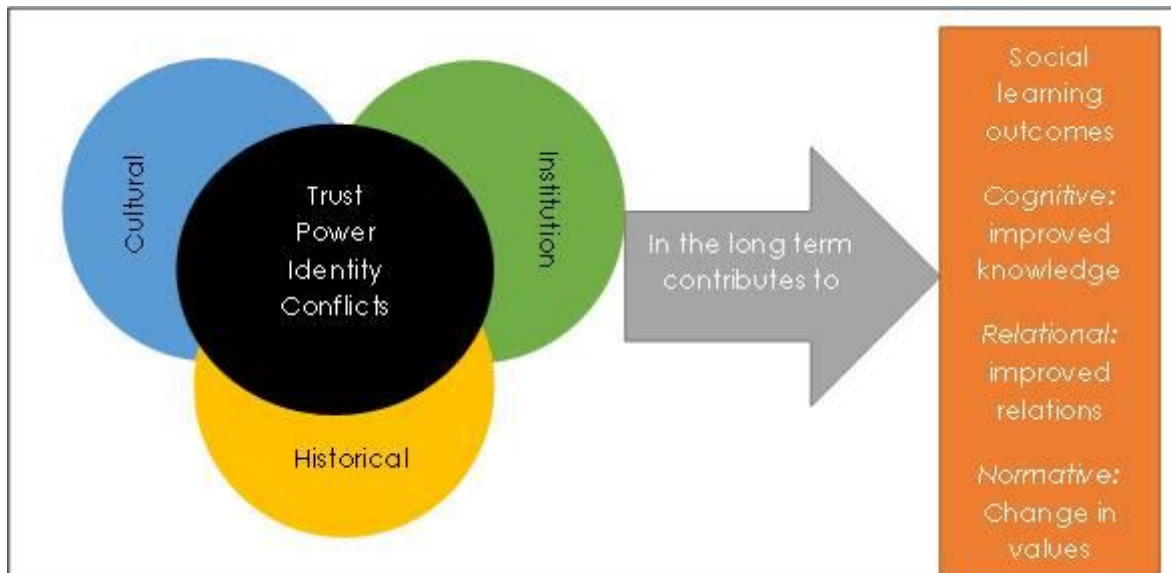 Cultural
Trust
Power
Identity
Conflicts
Institution
Historical
In the long term
contributes to
Social
learning
outcomes
Cognitive:
improved
knowledge
Relational:
improved
relations
Normative:
Change in
values